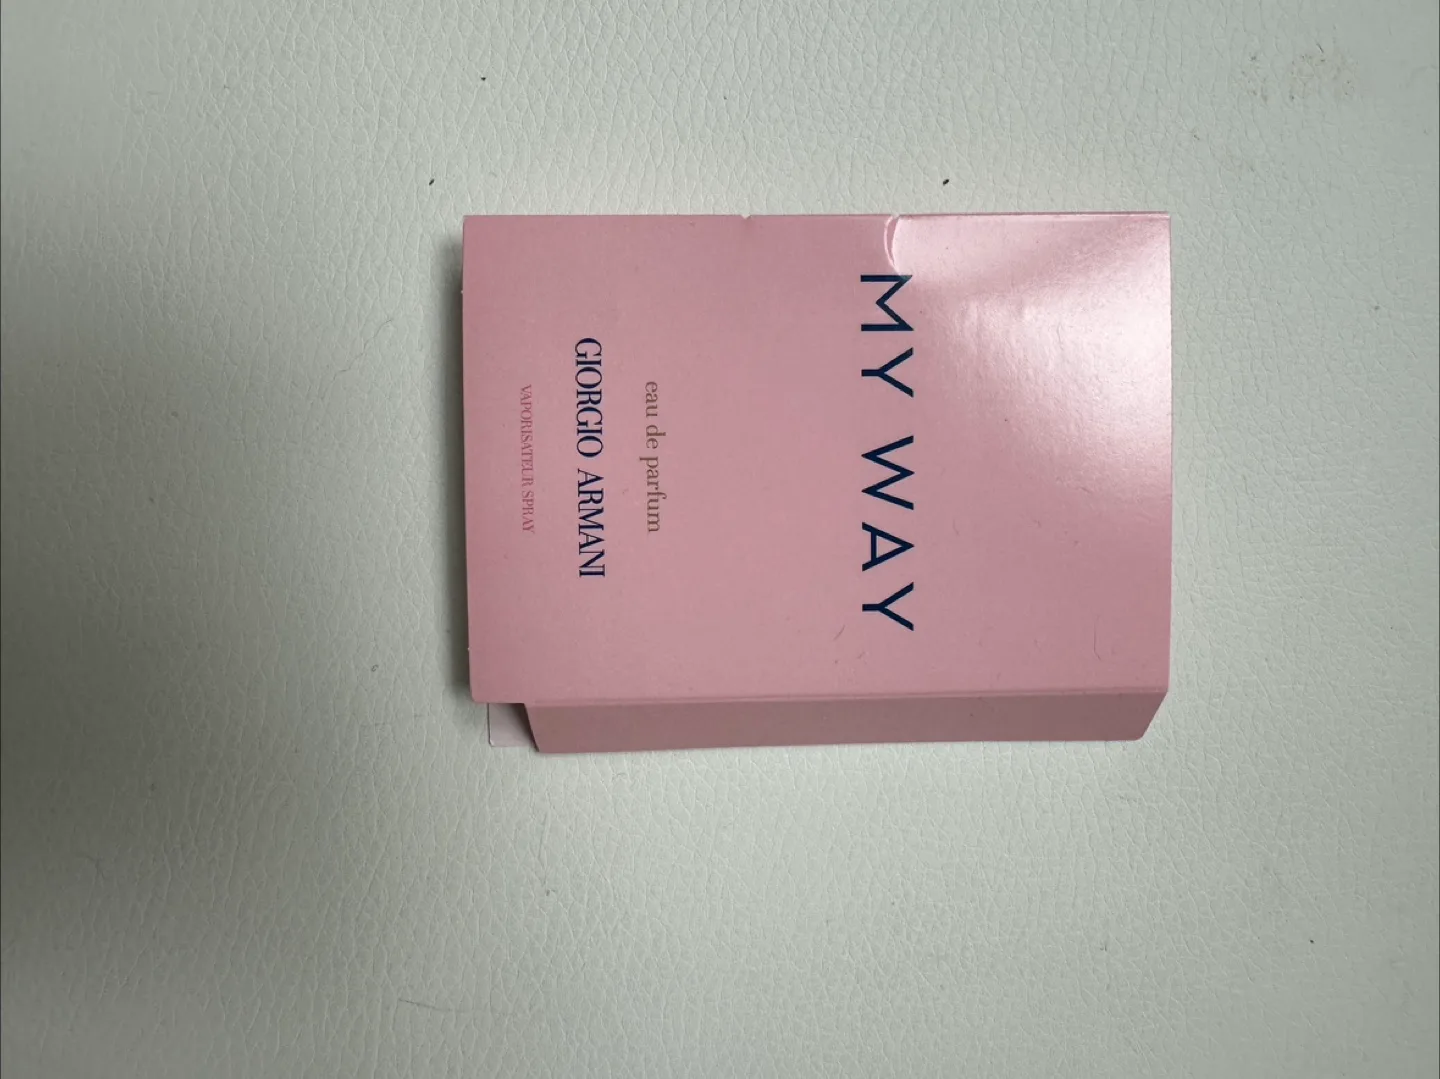 MY WAY
eau de parfum
GIORGIO ARMANI
VAPORISATEUR SPRAY